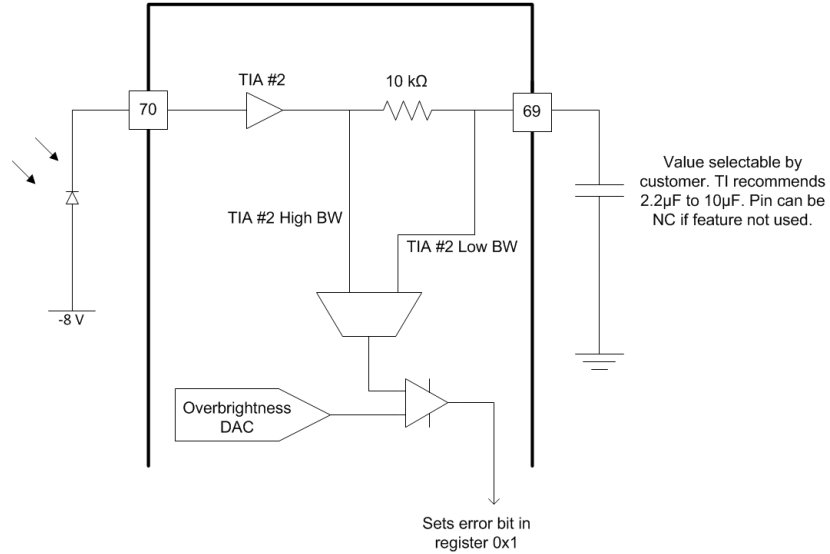 TIA #2
10 kΩ
70
69
Value selectable by
customer. TI recommends
2.2µF to 10µF. Pin can be
NC if feature not used.
TIA #2 High BW
TIA #2 Low BW
-8 V
Overbrightness
DAC
Sets error bit in
register 0x1